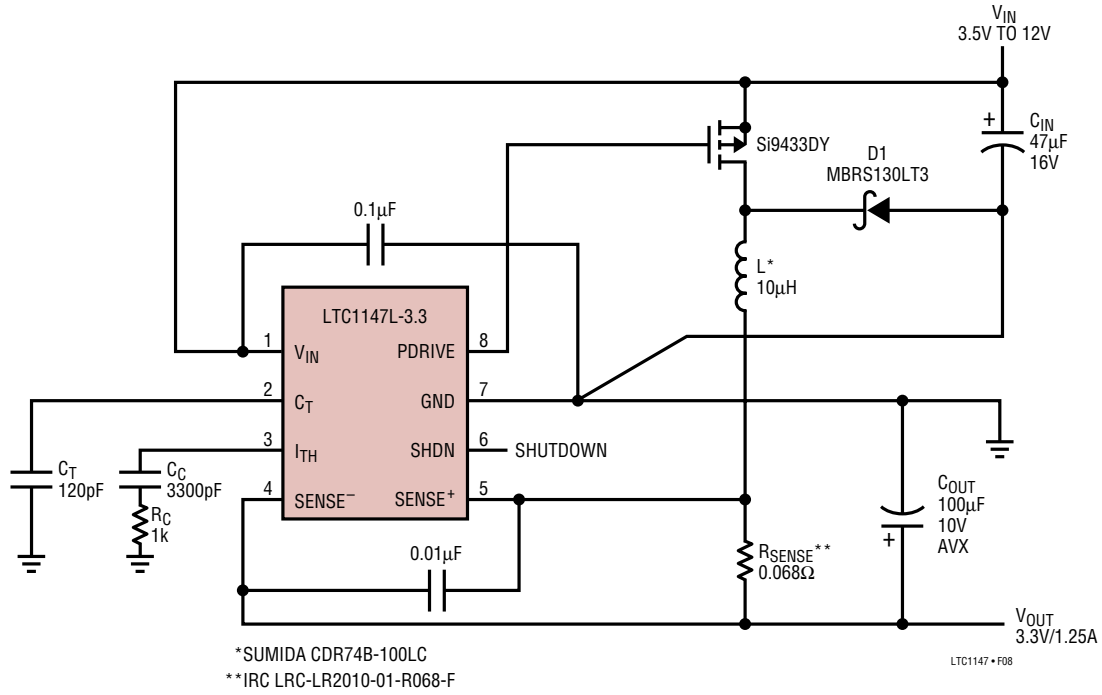 V_IN
3.5V TO 12V
+
C_IN
47µF
16V
Si9433DY
D1
MBRS130LT3
0.1µF
L*
10µH
LTC1147L-3.3
1
V_IN
PDRIVE
8
2
C_T
GND
7
3
I_TH
SHDN
6
SHUTDOWN
4
SENSE⁻
SENSE⁺
5
C_T
120pF
C_C
3300pF
R_C
1k
0.01µF
R_SENSE**
0.068Ω
C_OUT
100µF
10V
AVX
+
V_OUT
3.3V/1.25A
*SUMIDA CDR74B-100LC
**IRC LRC-LR2010-01-R068-F
LTC1147 • F08